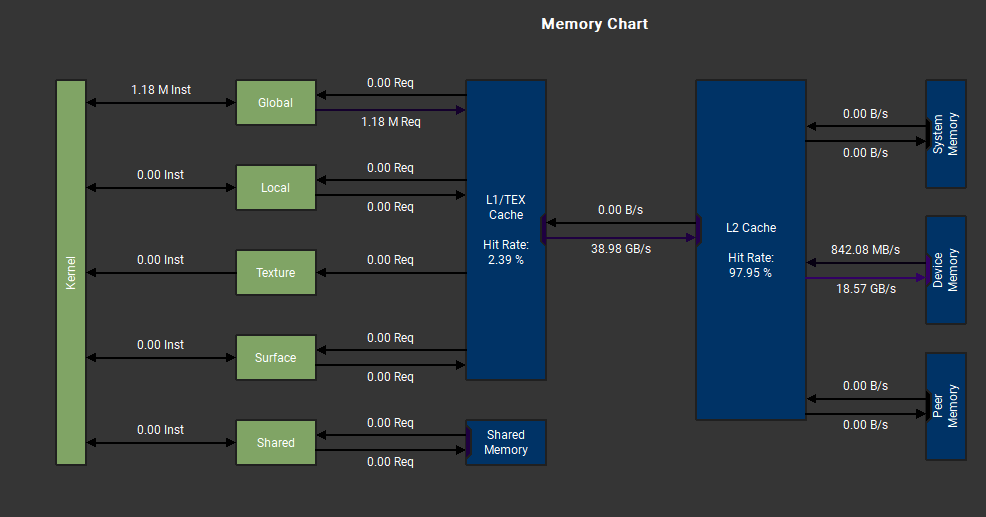 Memory Chart
Kernel
1.18 M Inst
Global
0.00 Req
1.18 M Req
0.00 Inst
Local
0.00 Req
0.00 Req
0.00 Inst
Texture
0.00 Req
0.00 Inst
Surface
0.00 Req
0.00 Req
0.00 Inst
Shared
0.00 Req
0.00 Req
L1/TEX
Cache
Hit Rate:
2.39 %
Shared
Memory
0.00 B/s
38.98 GB/s
L2 Cache
Hit Rate:
97.95 %
0.00 B/s
0.00 B/s
System
Memory
842.08 MB/s
18.57 GB/s
Device
Memory
0.00 B/s
0.00 B/s
Peer
Memory